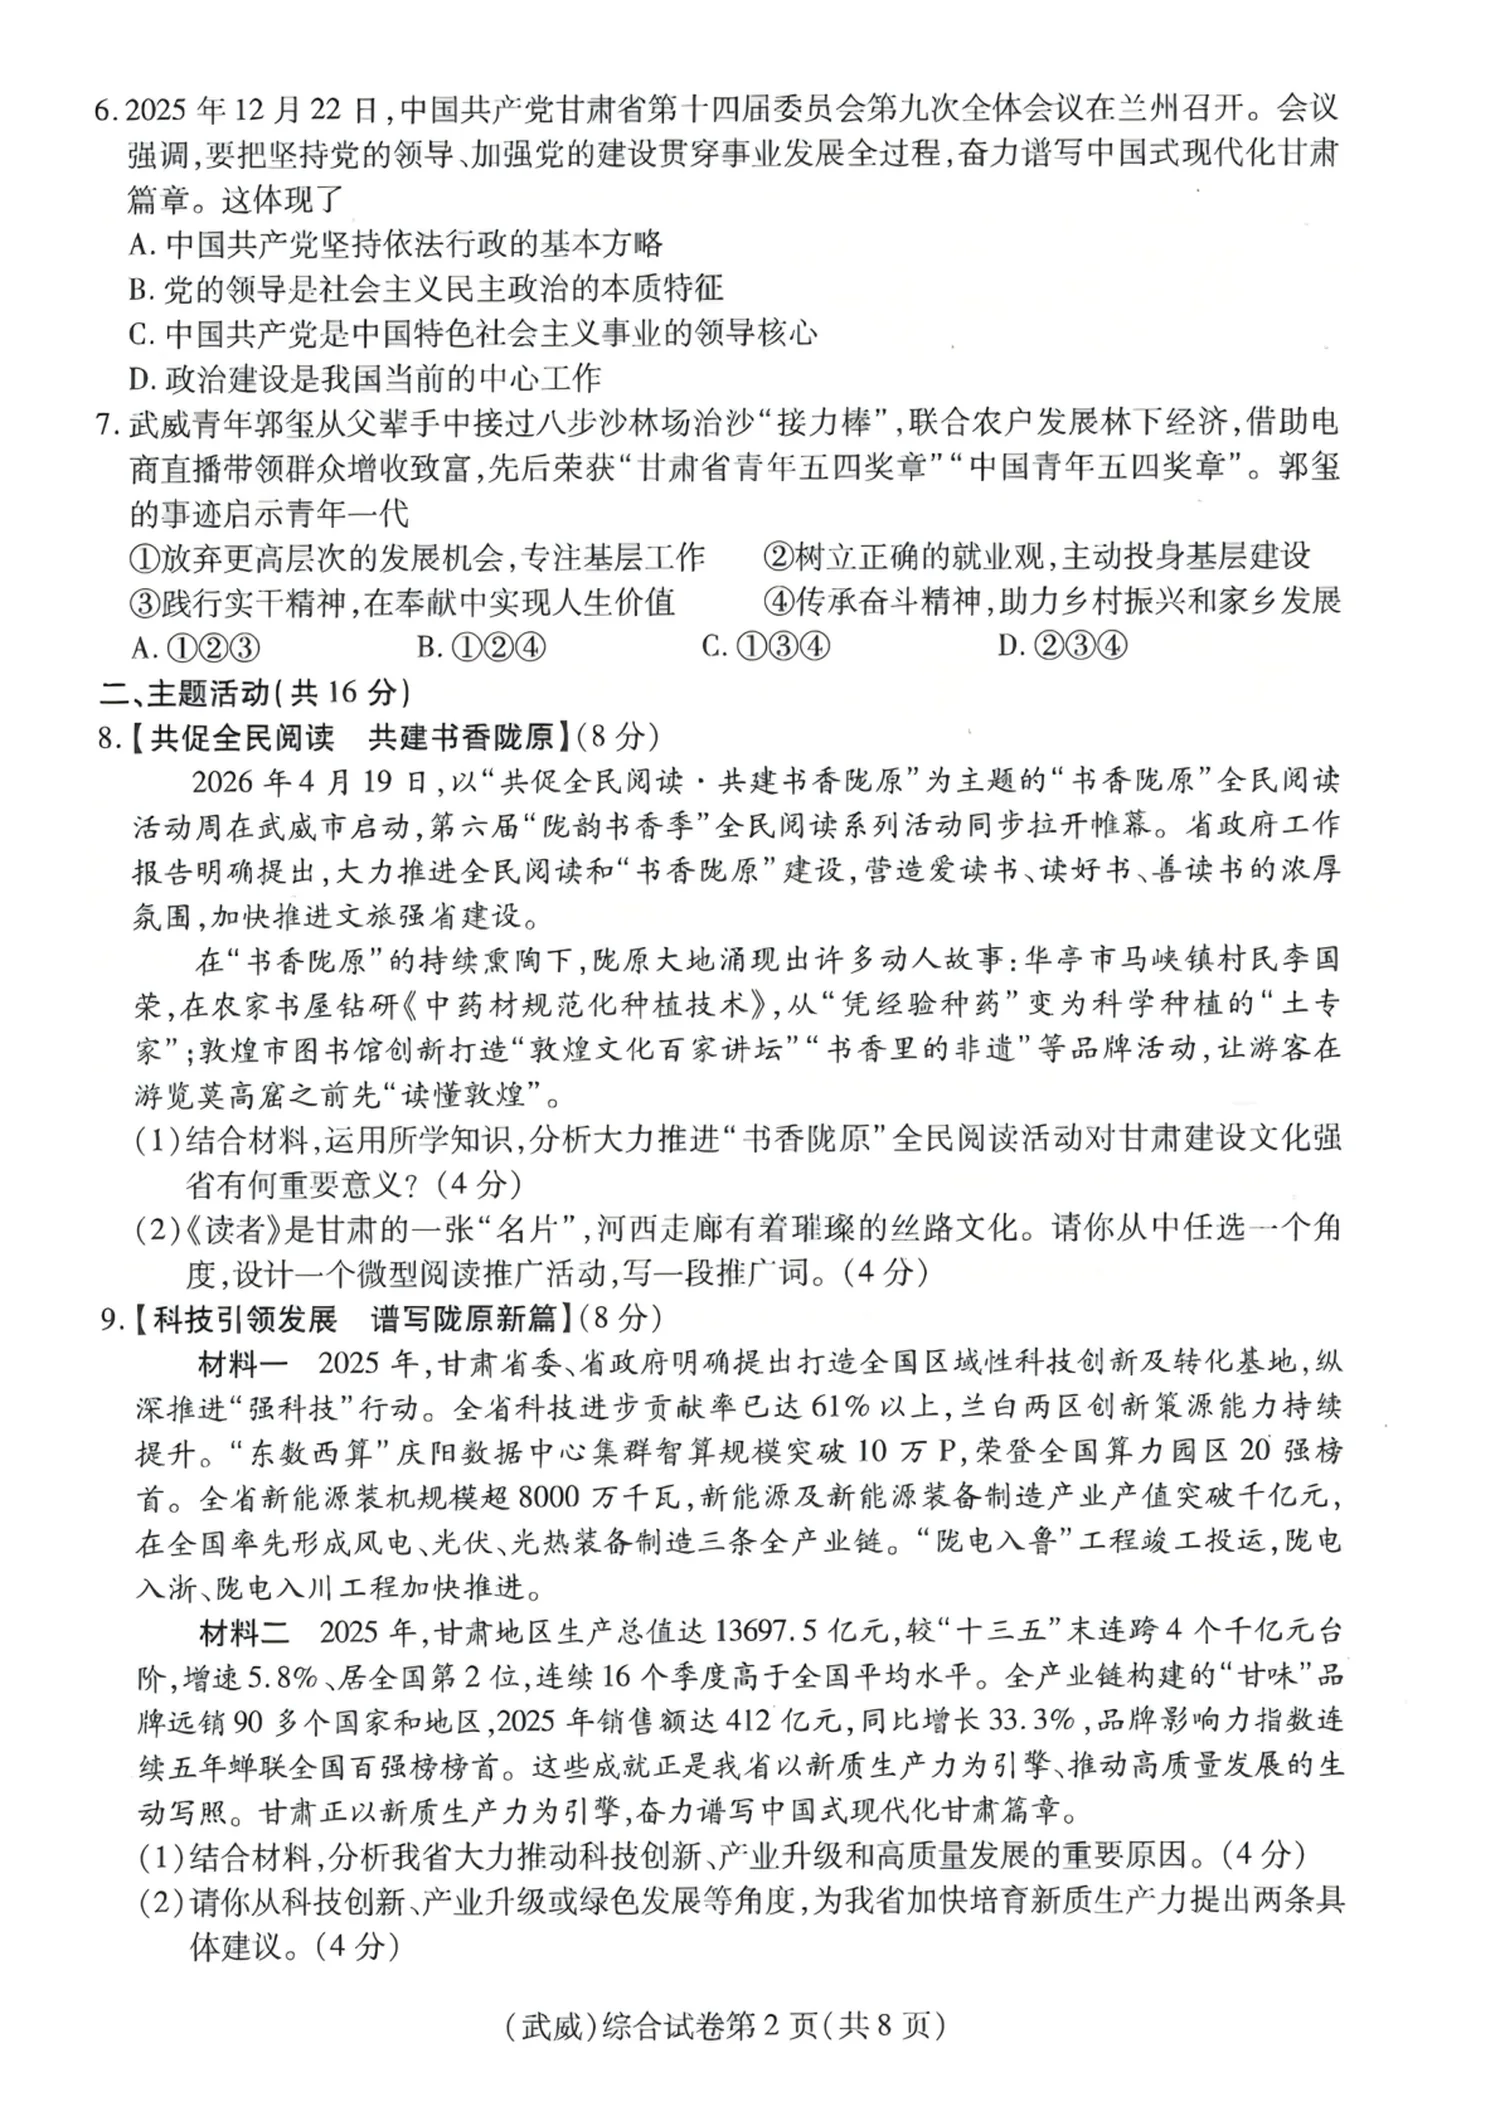 6. 2025 年 12 月 22 日,中国共产党甘肃省第十四届委员会第九次全体会议在兰州召开。会议
强调,要把坚持党的领导、加强党的建设贯穿事业发展全过程,奋力谱写中国式现代化甘肃
篇章。这体现了
A. 中国共产党坚持依法行政的基本方略
B. 党的领导是社会主义民主政治的本质特征
C. 中国共产党是中国特色社会主义事业的领导核心
D. 政治建设是我国当前的中心工作
7. 武威青年郭玺从父辈手中接过八步沙林场治沙“接力棒”,联合农户发展林下经济,借助电
商直播带领群众增收致富,先后荣获“甘肃省青年五四奖章”“中国青年五四奖章”。郭玺
的事迹启示青年一代
①放弃更高层次的发展机会,专注基层工作 ②树立正确的就业观,主动投身基层建设
③践行实干精神,在奉献中实现人生价值 ④传承奋斗精神,助力乡村振兴和家乡发展
A. ①②③ B. ①②④ C. ①③④ D. ②③④
二、主题活动(共 16 分)
8.【共促全民阅读 共建书香陇原】(8 分)
2026 年 4 月 19 日,以“共促全民阅读·共建书香陇原”为主题的“书香陇原”全民阅读
活动周在武威市启动,第六届“陇韵书香季”全民阅读系列活动同步拉开帷幕。省政府工作
报告明确提出,大力推进全民阅读和“书香陇原”建设,营造爱读书、读好书、善读书的浓厚
氛围,加快推进文旅强省建设。
在“书香陇原”的持续熏陶下,陇原大地涌现出许多动人故事:华亭市马峡镇村民李国
荣,在农家书屋钻研《中药材规范化种植技术》,从“凭经验种药”变为科学种植的“土专
家”;敦煌市图书馆创新打造“敦煌文化百家讲坛”“书香里的非遗”等品牌活动,让游客在
游览莫高窟之前先“读懂敦煌”。
(1)结合材料,运用所学知识,分析大力推进“书香陇原”全民阅读活动对甘肃建设文化强
省有何重要意义?(4 分)
(2)《读者》是甘肃的一张“名片”,河西走廊有着璀璨的丝路文化。请你从中任选一个角
度,设计一个微型阅读推广活动,写一段推广词。(4 分)
9.【科技引领发展 谱写陇原新篇】(8 分)
材料一 2025 年,甘肃省委、省政府明确提出打造全国区域性科技创新及转化基地,纵
深推进“强科技”行动。全省科技进步贡献率已达 61% 以上,兰白两区创新策源能力持续
提升。“东数西算”庆阳数据中心集群智算规模突破 10 万 P,荣登全国算力园区 20 强榜
首。全省新能源装机规模超 8000 万千瓦,新能源及新能源装备制造产业产值突破千亿元,
在全国率先形成风电、光伏、光热装备制造三条全产业链。“陇电入鲁”工程竣工投运,陇电
入浙、陇电入川工程加快推进。
材料二 2025 年,甘肃地区生产总值达 13697.5 亿元,较“十三五”末连跨 4 个千亿元台
阶,增速 5.8%、居全国第 2 位,连续 16 个季度高于全国平均水平。全产业链构建的“甘味”品
牌远销 90 多个国家和地区,2025 年销售额达 412 亿元,同比增长 33.3%,品牌影响力指数连
续五年蝉联全国百强榜榜首。这些成就正是我省以新质生产力为引擎、推动高质量发展的生
动写照。甘肃正以新质生产力为引擎,奋力谱写中国式现代化甘肃篇章。
(1)结合材料,分析我省大力推动科技创新、产业升级和高质量发展的重要原因。(4 分)
(2)请你从科技创新、产业升级或绿色发展等角度,为我省加快培育新质生产力提出两条具
体建议。(4 分)
(武威)综合试卷第 2 页(共 8 页)